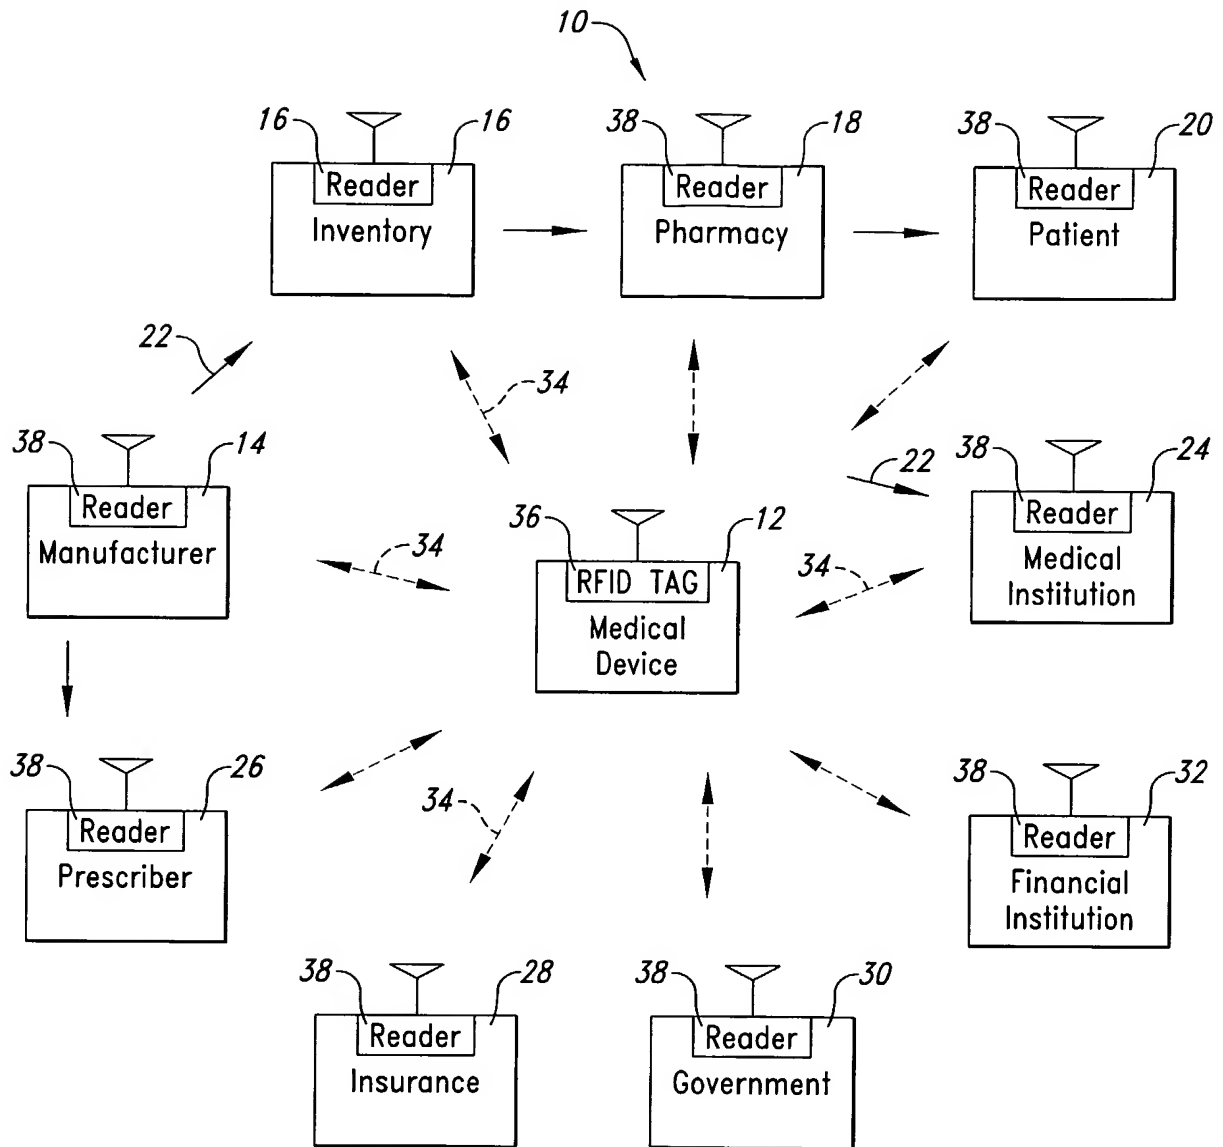 10
16
16
Reader
Inventory
38
18
Reader
Pharmacy
38
20
Reader
Patient
22
34
38
14
Reader
Manufacturer
34
36
12
RFID TAG
Medical
Device
22
38
24
Reader
Medical
Institution
34
38
26
Reader
Prescriber
34
38
32
Reader
Financial
Institution
38
28
Reader
Insurance
38
30
Reader
Government